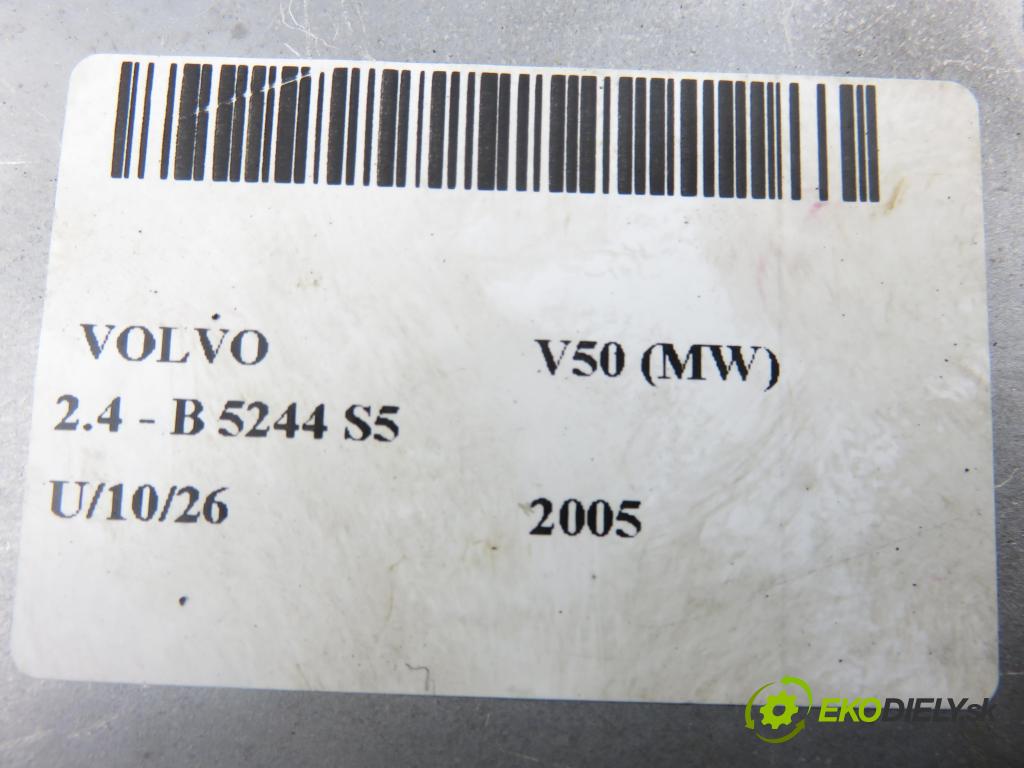 VOLVO V50 (MW)
2.4 - B 5244 S5
U/10/26 2005
EKODIELY.sk